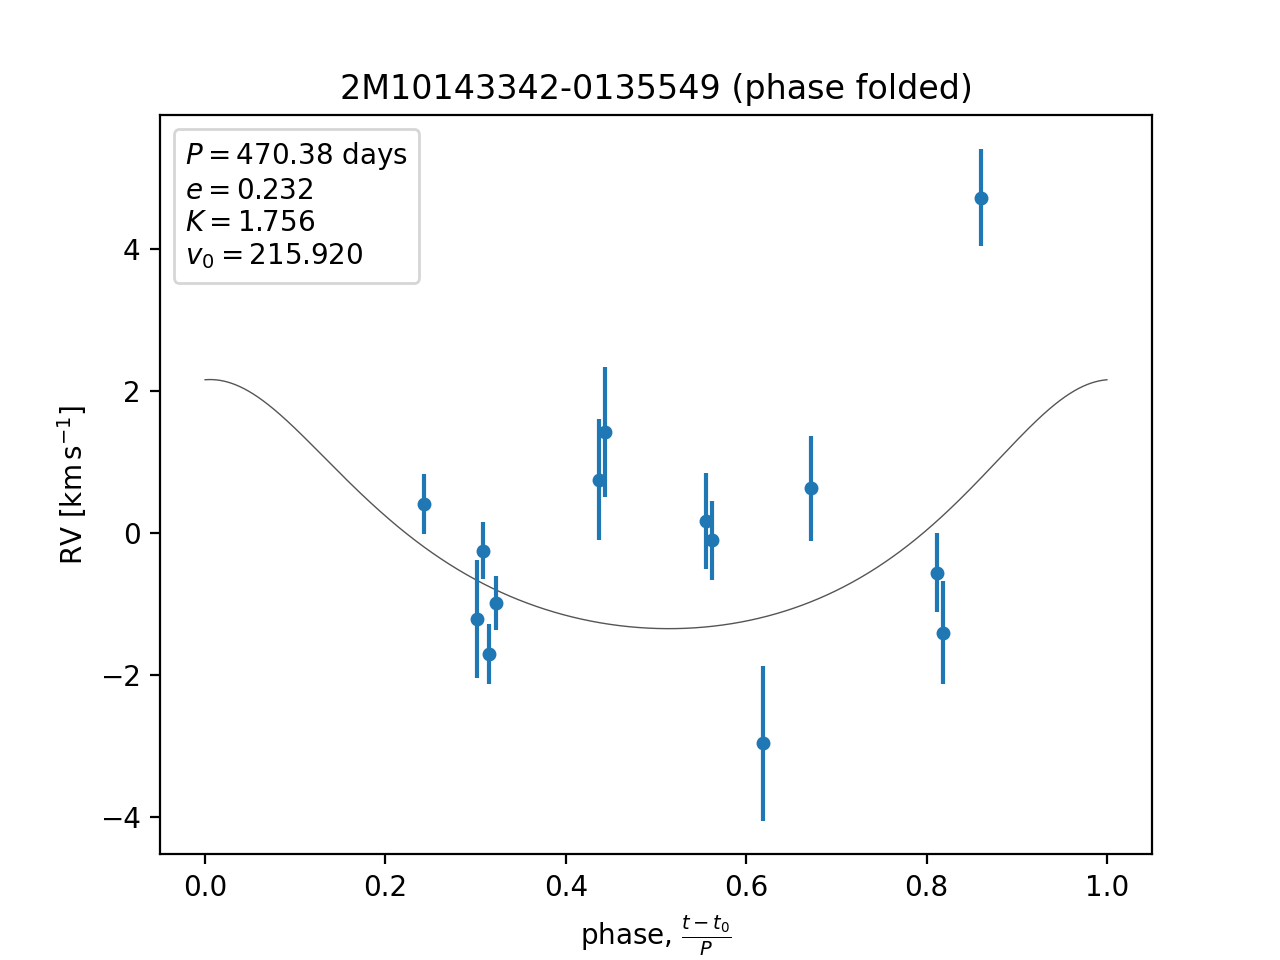 2M10143342-0135549 (phase folded)
P = 470.38 days
e = 0.232
K = 1.756
v₀ = 215.920
4
2
0
−2
−4
RV [km s⁻¹]
0.0 0.2 0.4 0.6 0.8 1.0
phase, (t − t₀)/P